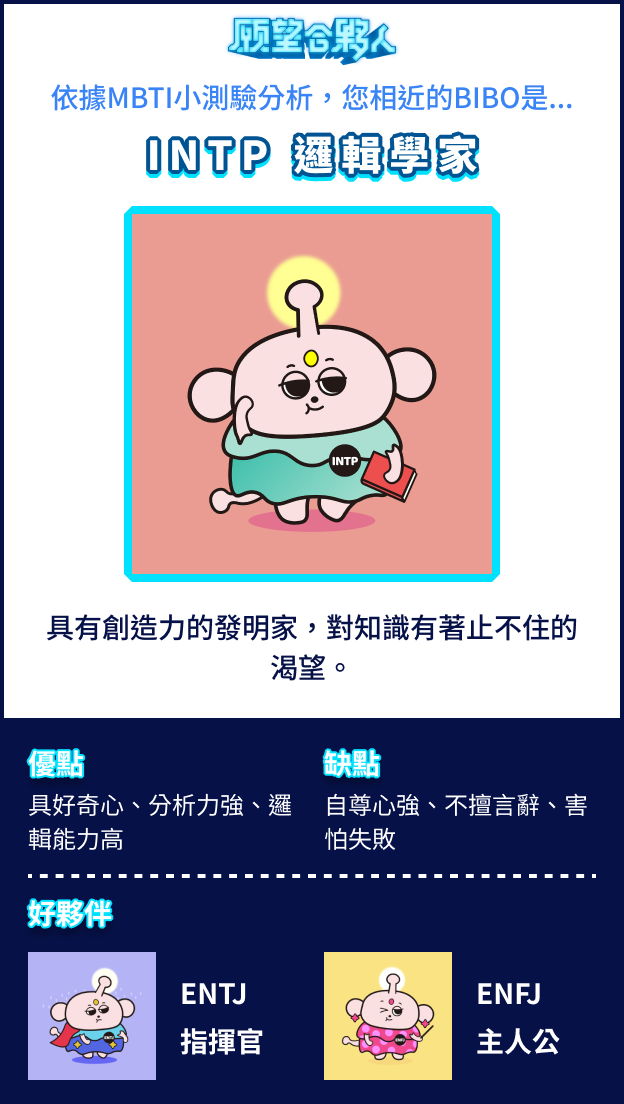 願望合夥人
依據MBTI小測驗分析，您相近的BIBO是...
INTP 邏輯學家
INTP
具有創造力的發明家，對知識有著止不住的
渴望。
優點
具好奇心、分析力強、邏
輯能力高
缺點
自尊心強、不擅言辭、害
怕失敗
好夥伴
ENTJ
指揮官
ENFJ
主人公